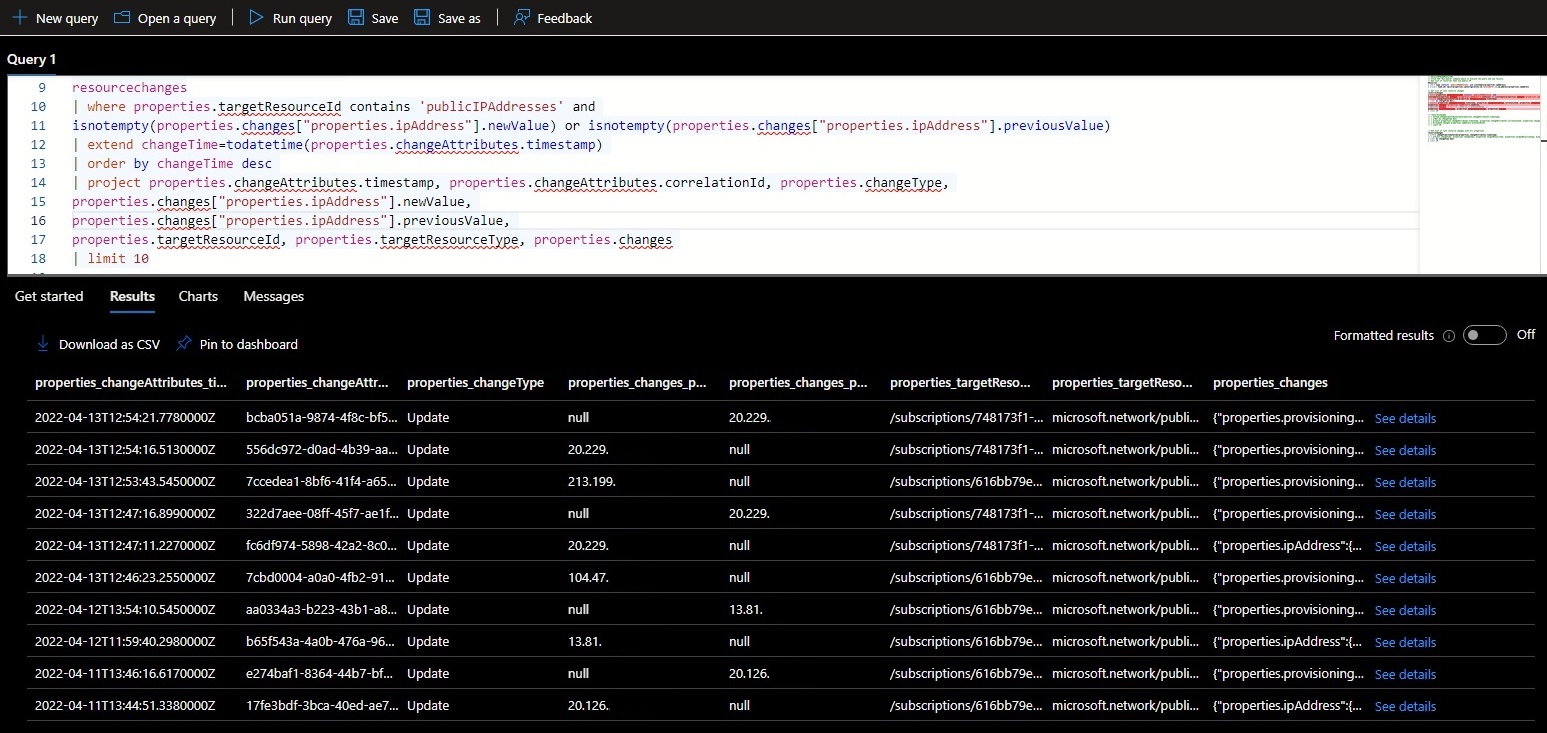 New query Open a query Run query Save Save as Feedback
Query 1
9 resourcechanges
10 | where properties.targetResourceId contains 'publicIPAddresses' and
11 isnotempty(properties.changes["properties.ipAddress"].newValue) or isnotempty(properties.changes["properties.ipAddress"].previousValue)
12 | extend changeTime=todatetime(properties.changeAttributes.timestamp)
13 | order by changeTime desc
14 | project properties.changeAttributes.timestamp, properties.changeAttributes.correlationId, properties.changeType,
15 properties.changes["properties.ipAddress"].newValue,
16 properties.changes["properties.ipAddress"].previousValue,
17 properties.targetResourceId, properties.targetResourceType, properties.changes
18 | limit 10
Get started Results Charts Messages
Download as CSV Pin to dashboard Formatted results Off
properties_changeAttributes_ti... properties_changeAttr... properties_changeType properties_changes_p... properties_changes_p... properties_targetReso... properties_targetReso... properties_changes
2022-04-13T12:54:21.7780000Z bcba051a-9874-4f8c-bf5... Update null 20.229. /subscriptions/748173f1-... microsoft.network/publi... {"properties.provisioning... See details
2022-04-13T12:54:16.5130000Z 556dc972-d0ad-4b39-aa... Update 20.229. null /subscriptions/748173f1-... microsoft.network/publi... {"properties.provisioning... See details
2022-04-13T12:53:43.5450000Z 7ccedea1-8bf6-41f4-a65... Update 213.199. null /subscriptions/616bb79e... microsoft.network/publi... {"properties.provisioning... See details
2022-04-13T12:47:16.8990000Z 322d7aee-08ff-45f7-ae1f... Update null 20.229. /subscriptions/748173f1-... microsoft.network/publi... {"properties.provisioning... See details
2022-04-13T12:47:11.2270000Z fc6df974-5898-42a2-8c0... Update 20.229. null /subscriptions/748173f1-... microsoft.network/publi... {"properties.ipAddress":{... See details
2022-04-13T12:46:23.2550000Z 7cbd0004-a0a0-4fb2-91... Update 104.47. null /subscriptions/616bb79e... microsoft.network/publi... {"properties.provisioning... See details
2022-04-12T13:54:10.5450000Z aa0334a3-b223-43b1-a8... Update null 13.81. /subscriptions/616bb79e... microsoft.network/publi... {"properties.provisioning... See details
2022-04-12T11:59:40.2980000Z b65f543a-4a0b-476a-96... Update 13.81. null /subscriptions/616bb79e... microsoft.network/publi... {"properties.ipAddress":{... See details
2022-04-11T13:46:16.6170000Z e274baf1-8364-44b7-bf... Update null 20.126. /subscriptions/616bb79e... microsoft.network/publi... {"properties.provisioning... See details
2022-04-11T13:44:51.3380000Z 17fe3bdf-3bca-40ed-ae7... Update 20.126. null /subscriptions/616bb79e... microsoft.network/publi... {"properties.ipAddress":{... See details